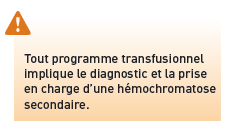 Tout programme transfusionnel
implique le diagnostic et la prise
en charge d'une hémochromatose
secondaire.